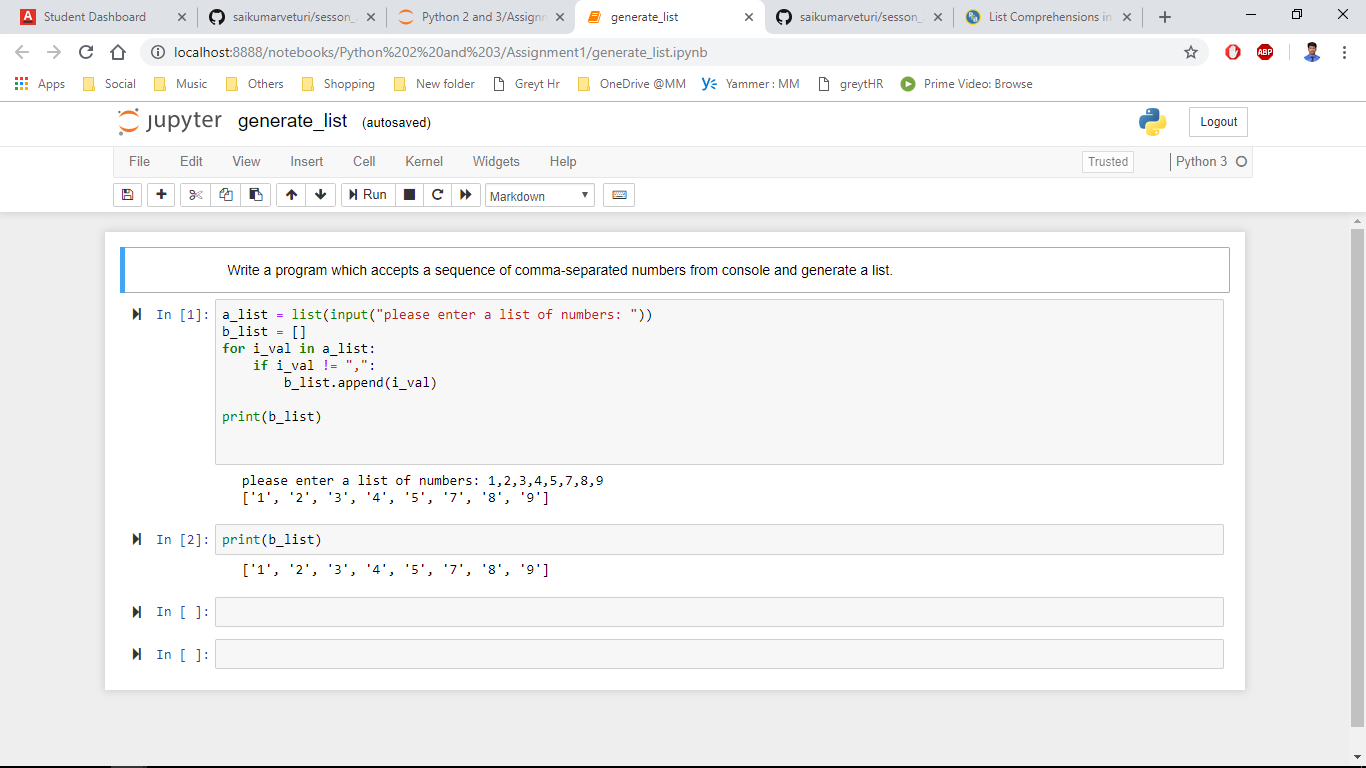 Student Dashboard
saikumarveturi/sesson_
Python 2 and 3/Assignm
generate_list
saikumarveturi/sesson_
List Comprehensions in
localhost:8888/notebooks/Python%202%20and%203/Assignment1/generate_list.ipynb
ABP
Apps Social Music Others Shopping New folder Greyt Hr OneDrive @MM Yammer : MM greytHR Prime Video: Browse
jupyter generate_list (autosaved)
Logout
File Edit View Insert Cell Kernel Widgets Help
Trusted
Python 3
Run
Markdown
Write a program which accepts a sequence of comma-separated numbers from console and generate a list.
In [1]: a_list = list(input("please enter a list of numbers: "))
b_list = []
for i_val in a_list:
    if i_val != ",":
        b_list.append(i_val)
print(b_list)
please enter a list of numbers: 1,2,3,4,5,7,8,9
['1', '2', '3', '4', '5', '7', '8', '9']
In [2]: print(b_list)
['1', '2', '3', '4', '5', '7', '8', '9']
In [ ]:
In [ ]: